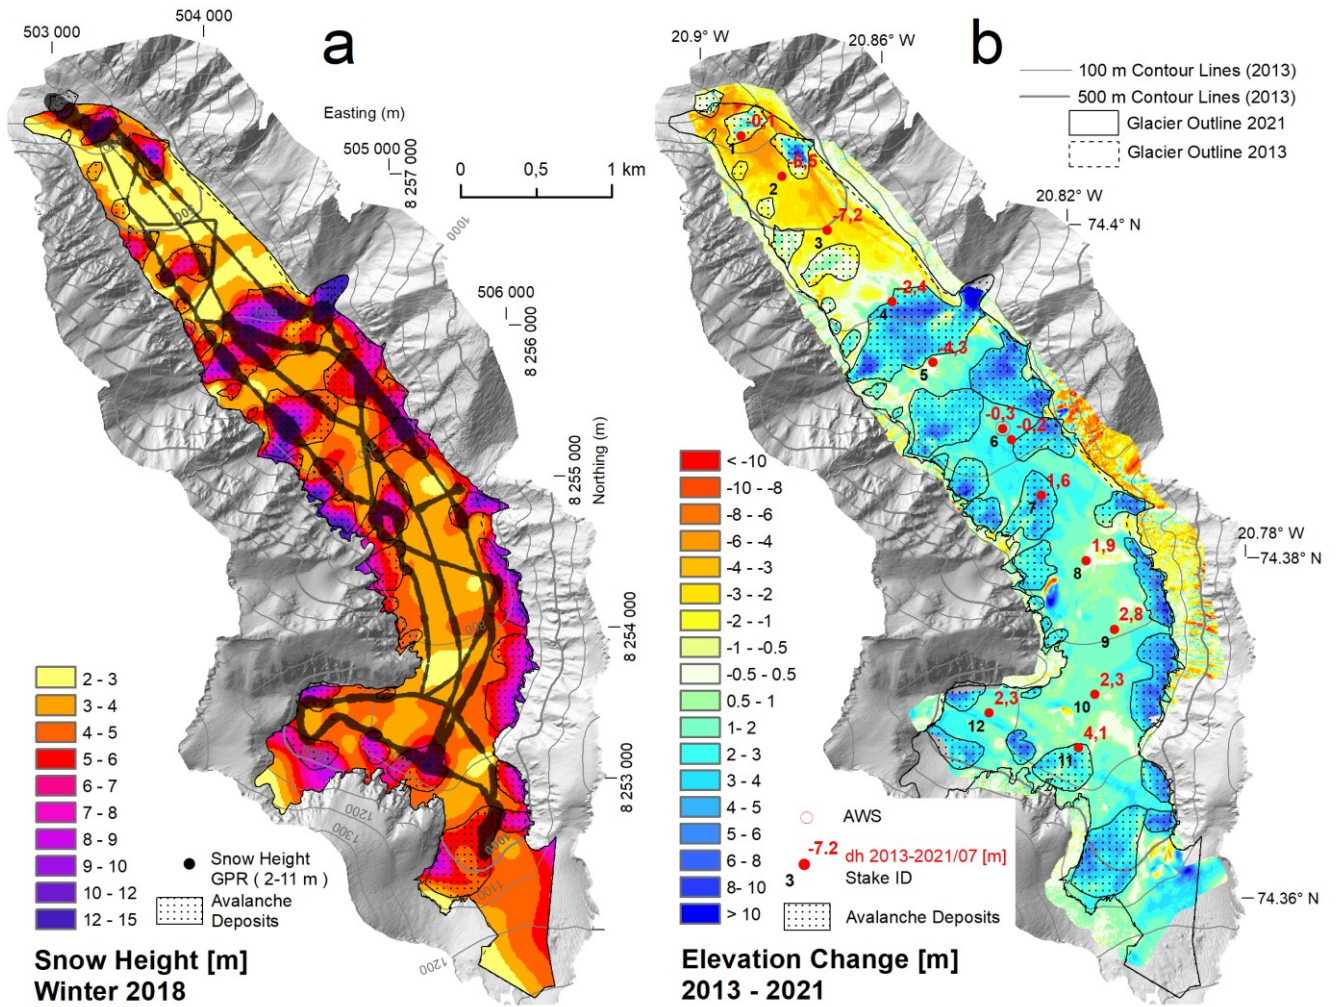 a
503 000
504 000
Easting (m)
505 000
8 257 000
0 0,5 1 km
1000
506 000
8 256 000
8 255 000
Northing (m)
8 254 000
8 253 000
500
800
1200
1300
1000
1100
1200
2 - 3
3 - 4
4 - 5
5 - 6
6 - 7
7 - 8
8 - 9
9 - 10
10 - 12
12 - 15
Snow Height
GPR ( 2-11 m )
Avalanche
Deposits
Snow Height [m]
Winter 2018
b
20.9° W
20.86° W
20.82° W
74.4° N
20.78° W
74.38° N
74.36° N
100 m Contour Lines (2013)
500 m Contour Lines (2013)
Glacier Outline 2021
Glacier Outline 2013
-0,1
1
-6,5
2
-7,2
3
-2,4
4
-4,3
5
-0,3
-0,2
6
1,6
7
1,9
8
2,8
9
2,3
10
2,3
12
4,1
11
< -10
-10 - -8
-8 - -6
-6 - -4
-4 - -3
-3 - -2
-2 - -1
-1 - -0.5
-0.5 - 0.5
0.5 - 1
1 - 2
2 - 3
3 - 4
4 - 5
5 - 6
6 - 8
8- 10
> 10
AWS
-7.2 dh 2013-2021/07 [m]
3 Stake ID
Avalanche Deposits
Elevation Change [m]
2013 - 2021